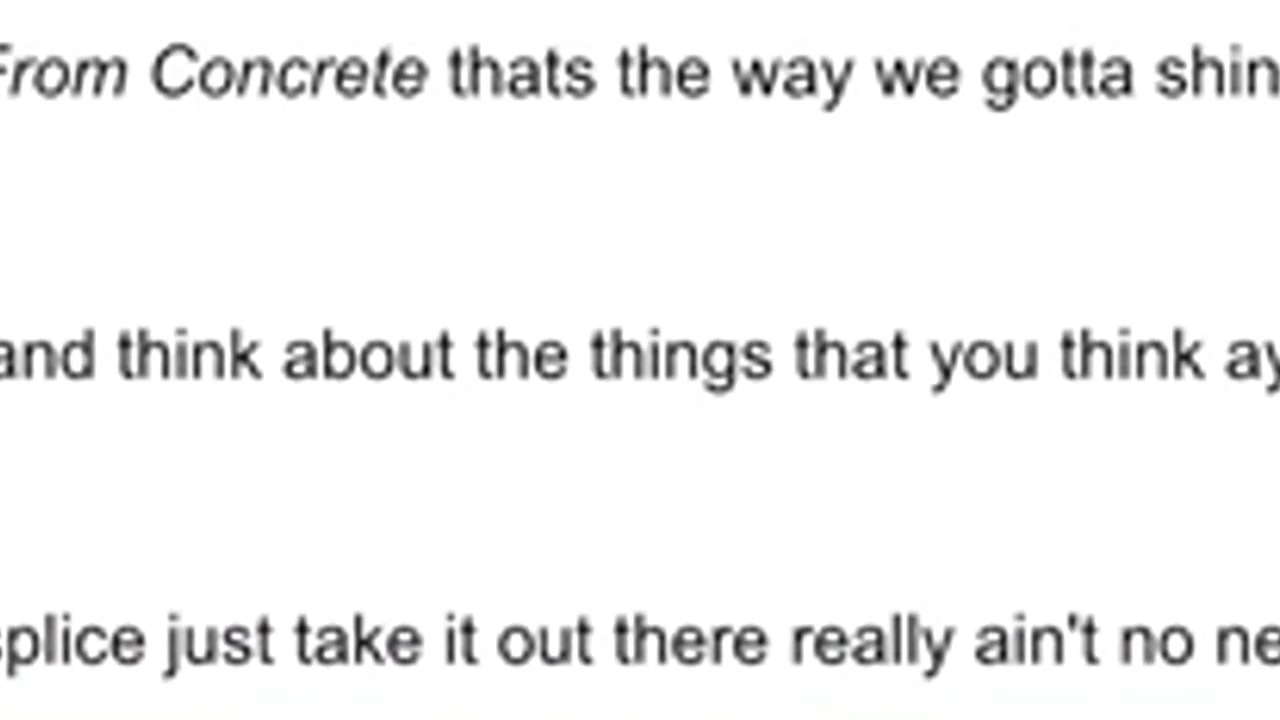 From Concrete thats the way we gotta shin
and think about the things that you think ay
splice just take it out there really ain't no ne